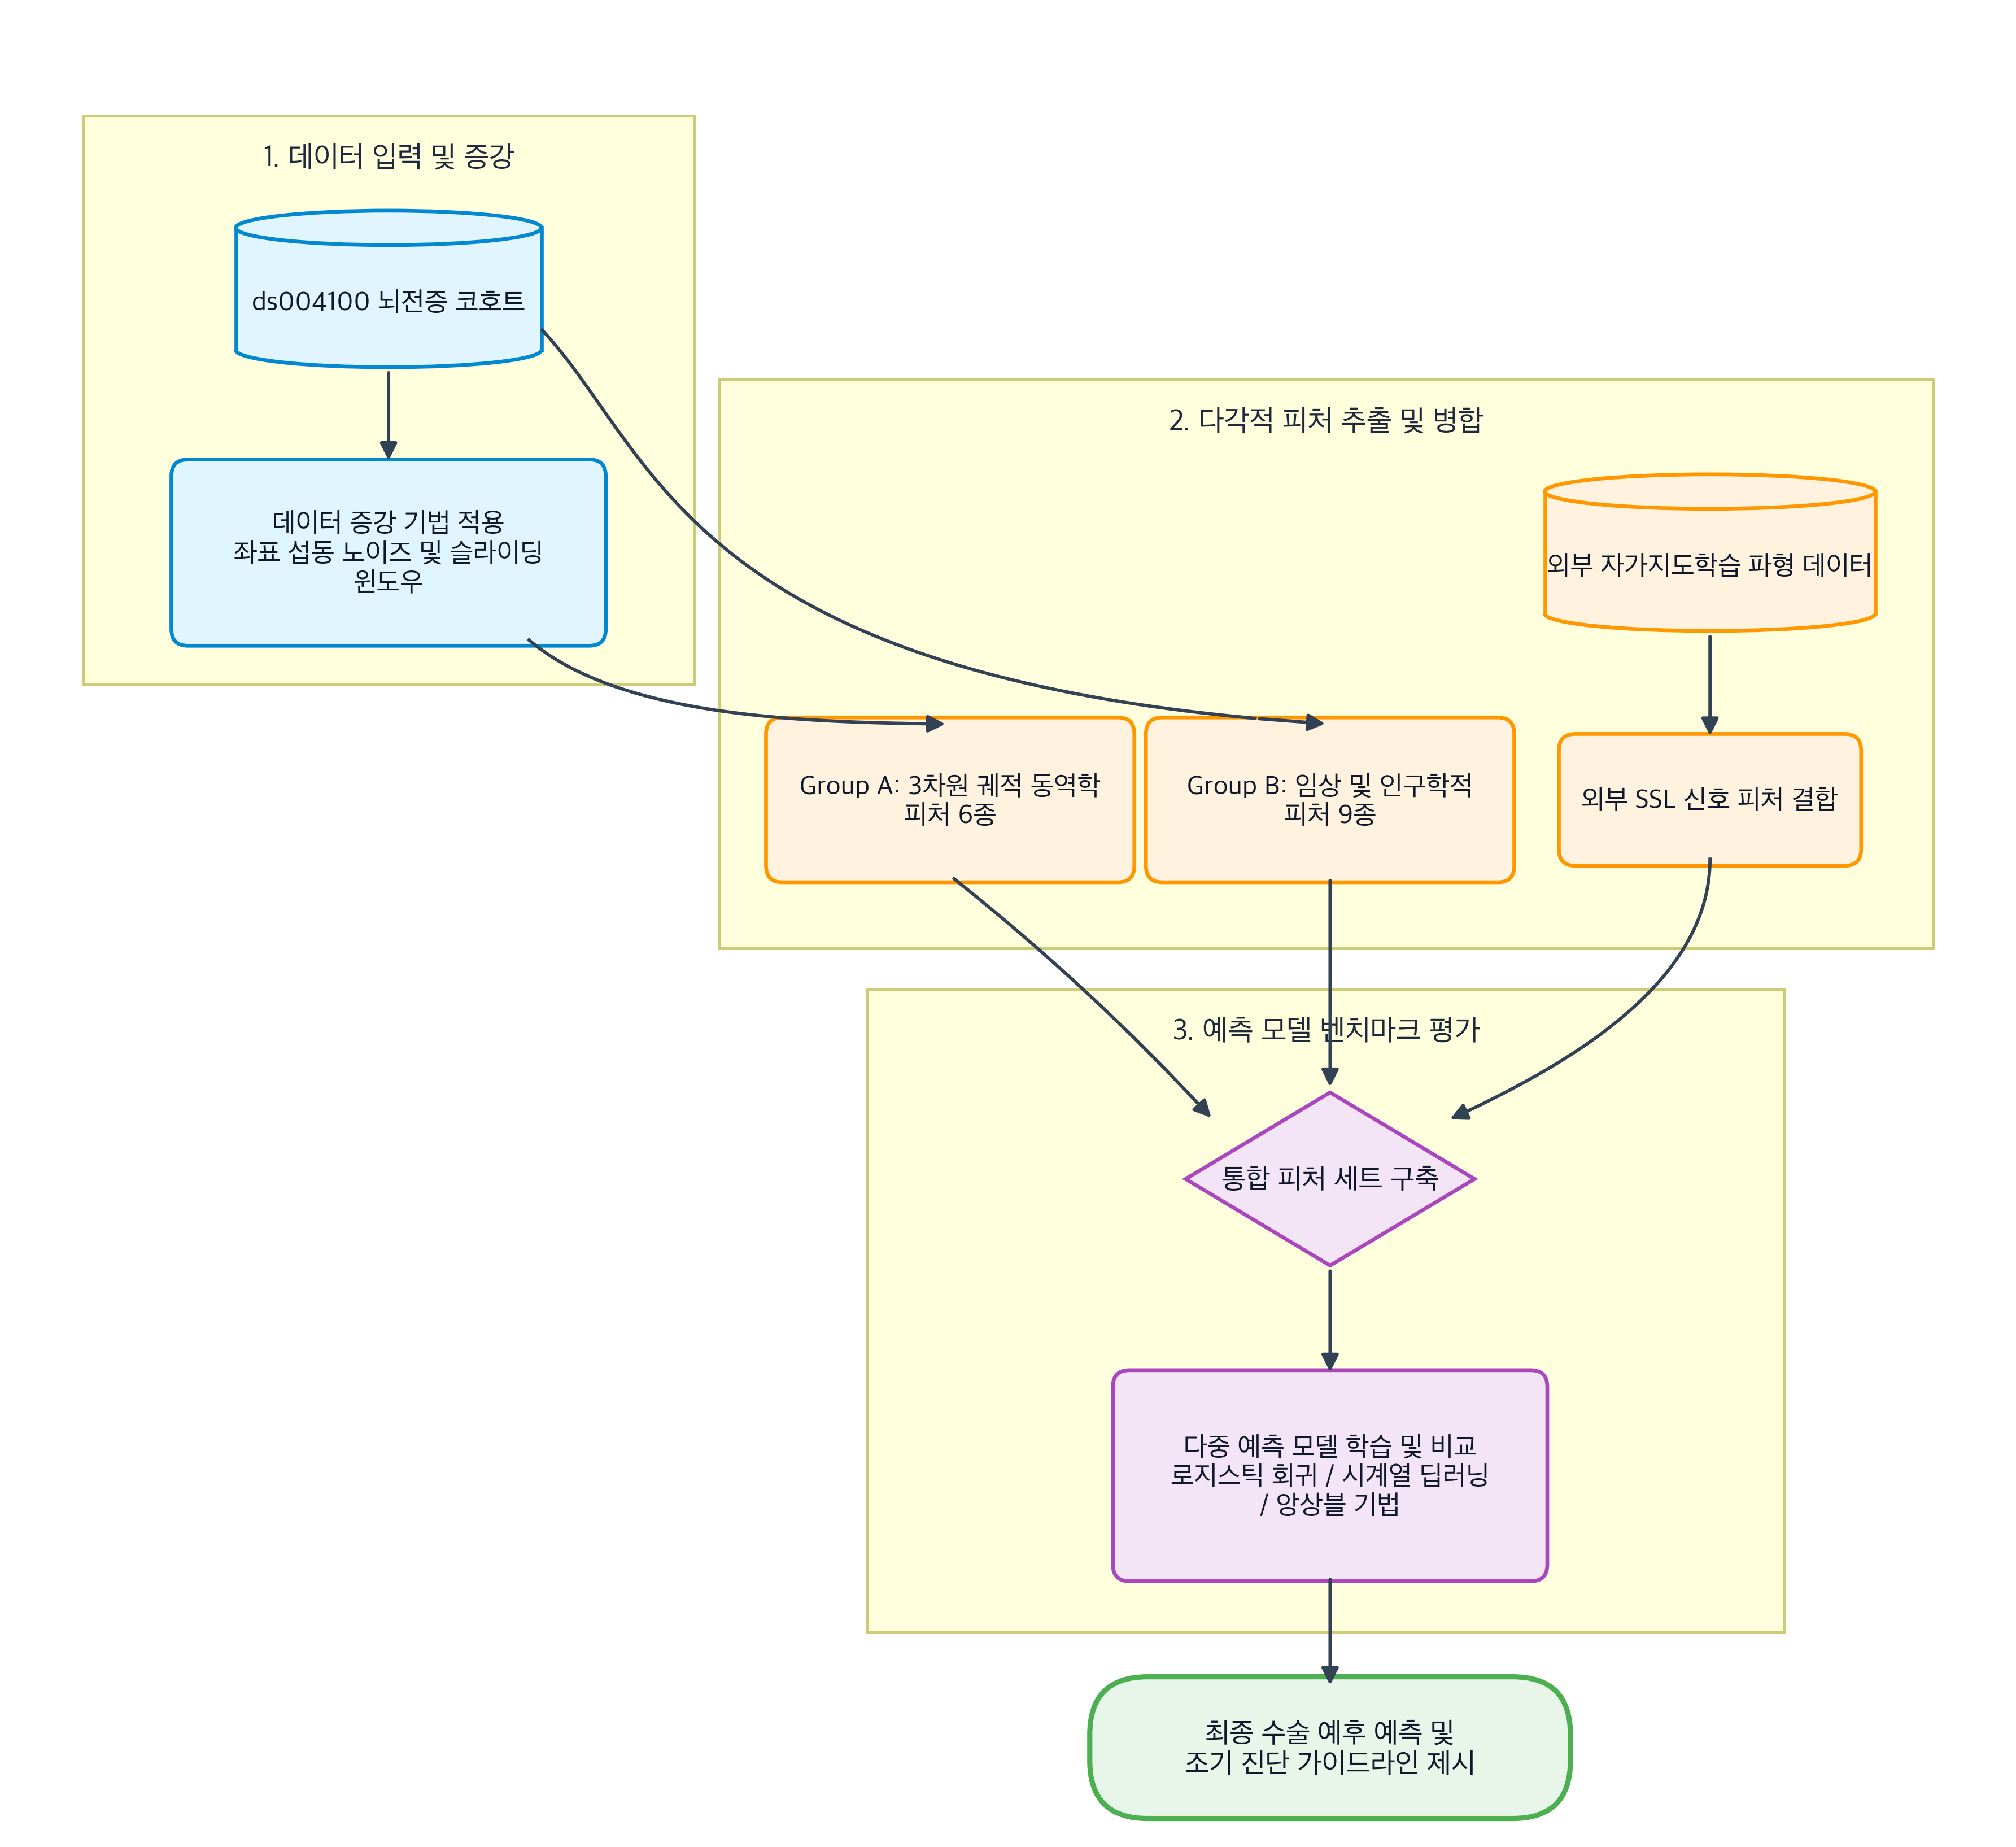 1. 데이터 입력 및 증강
ds004100 뇌전증 코호트
데이터 증강 기법 적용
좌표 섭동 노이즈 및 슬라이딩
윈도우
2. 다각적 피처 추출 및 병합
외부 자가지도학습 파형 데이터
Group A: 3차원 궤적 동역학
피처 6종
Group B: 임상 및 인구학적
피처 9종
외부 SSL 신호 피처 결합
3. 예측 모델 벤치마크 평가
통합 피처 세트 구축
다중 예측 모델 학습 및 비교
로지스틱 회귀 / 시계열 딥러닝
/ 앙상블 기법
최종 수술 예후 예측 및
조기 진단 가이드라인 제시